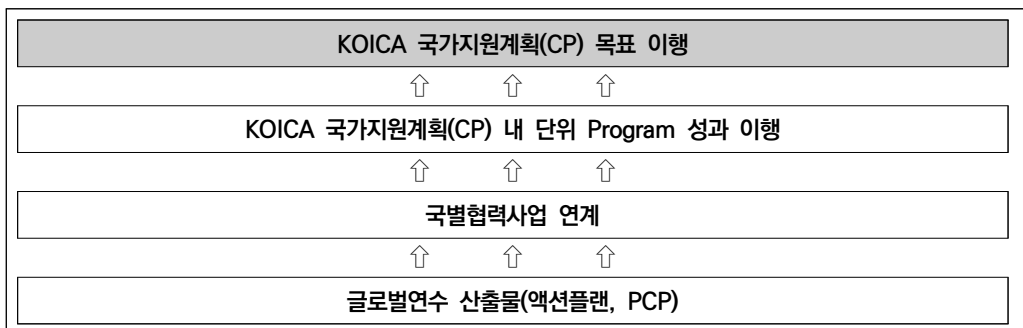 KOICA 국가지원계획(CP) 목표 이행
⇧ ⇧ ⇧
KOICA 국가지원계획(CP) 내 단위 Program 성과 이행
⇧ ⇧ ⇧
국별협력사업 연계
⇧ ⇧ ⇧
글로벌연수 산출물(액션플랜, PCP)